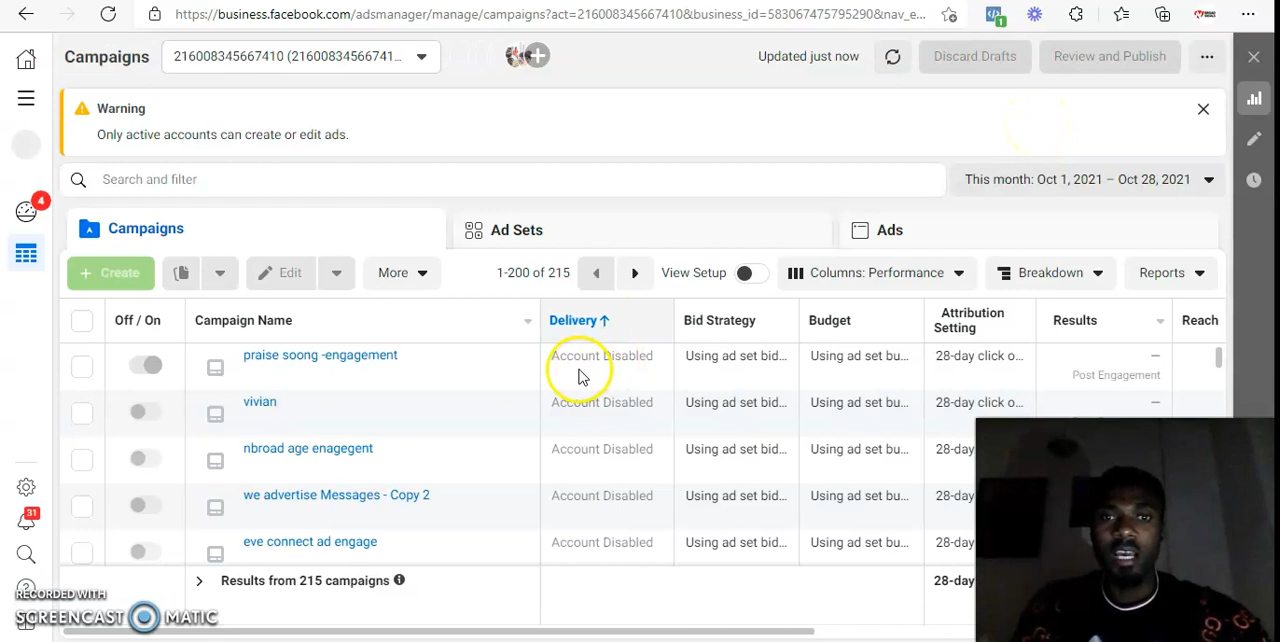 https://business.facebook.com/adsmanager/manage/campaigns?act=216008345667410&business_id=583067475795290&nav_e...
1
Campaigns
216008345667410 (21600834566741...
Updated just now
Discard Drafts
Review and Publish
Warning
Only active accounts can create or edit ads.
Search and filter
This month: Oct 1, 2021 – Oct 28, 2021
4
Campaigns
Ad Sets
Ads
+ Create
Edit
More
1-200 of 215
View Setup
Columns: Performance
Breakdown
Reports
Off / On
Campaign Name
Delivery ↑
Bid Strategy
Budget
Attribution
Setting
Results
Reach
praise soong -engagement
Account Disabled
Using ad set bid...
Using ad set bu...
28-day click o...
—
Post Engagement
vivian
Account Disabled
Using ad set bid...
Using ad set bu...
28-day click o...
—
nbroad age enagegent
Account Disabled
Using ad set bid...
Using ad set bu...
28-day
we advertise Messages - Copy 2
Account Disabled
Using ad set bid...
Using ad set bu...
28-day
eve connect ad engage
Account Disabled
Using ad set bid...
Using ad set bu...
28-day
31
Results from 215 campaigns
28-day
RECORDED WITH
SCREENCAST MATIC